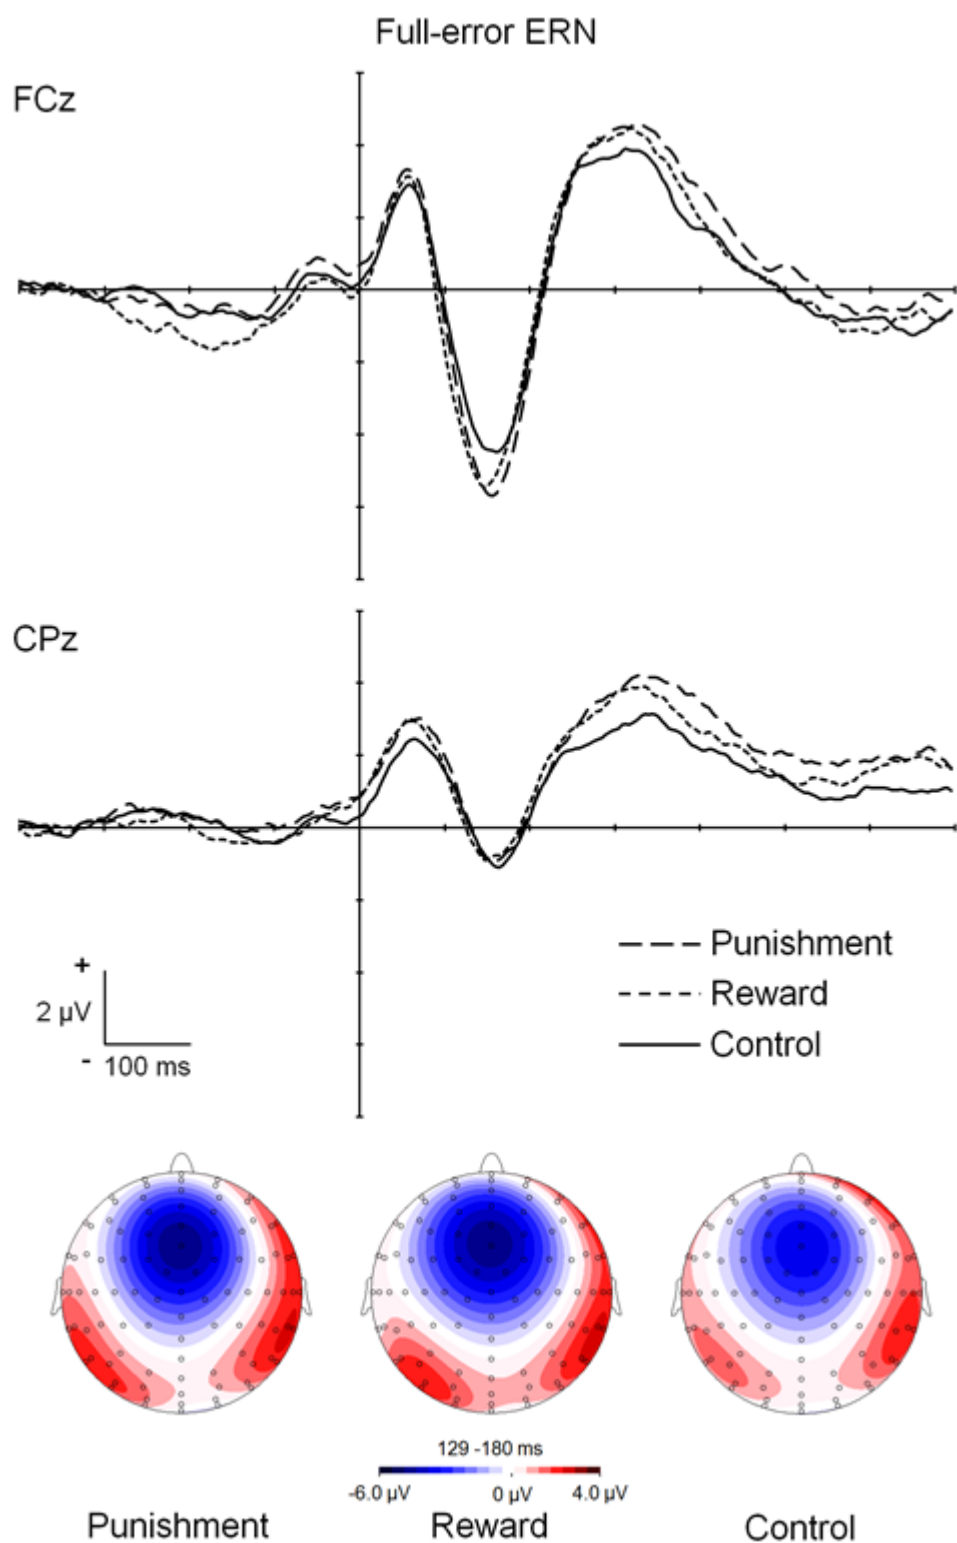 Full-error ERN
FCz
CPz
+
2 µV
-
100 ms
Punishment
Reward
Control
129 -180 ms
-6.0 µV
0 µV
4.0 µV
Punishment
Reward
Control